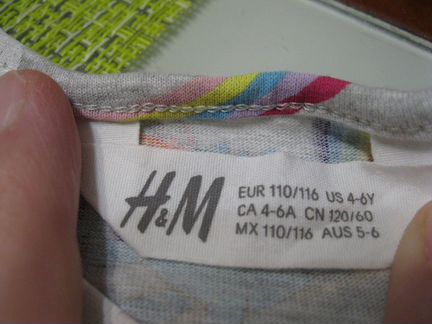 H&M
EUR 110/116 US 4-6Y
CA 4-6A CN 120/60
MX 110/116 AUS 5-6